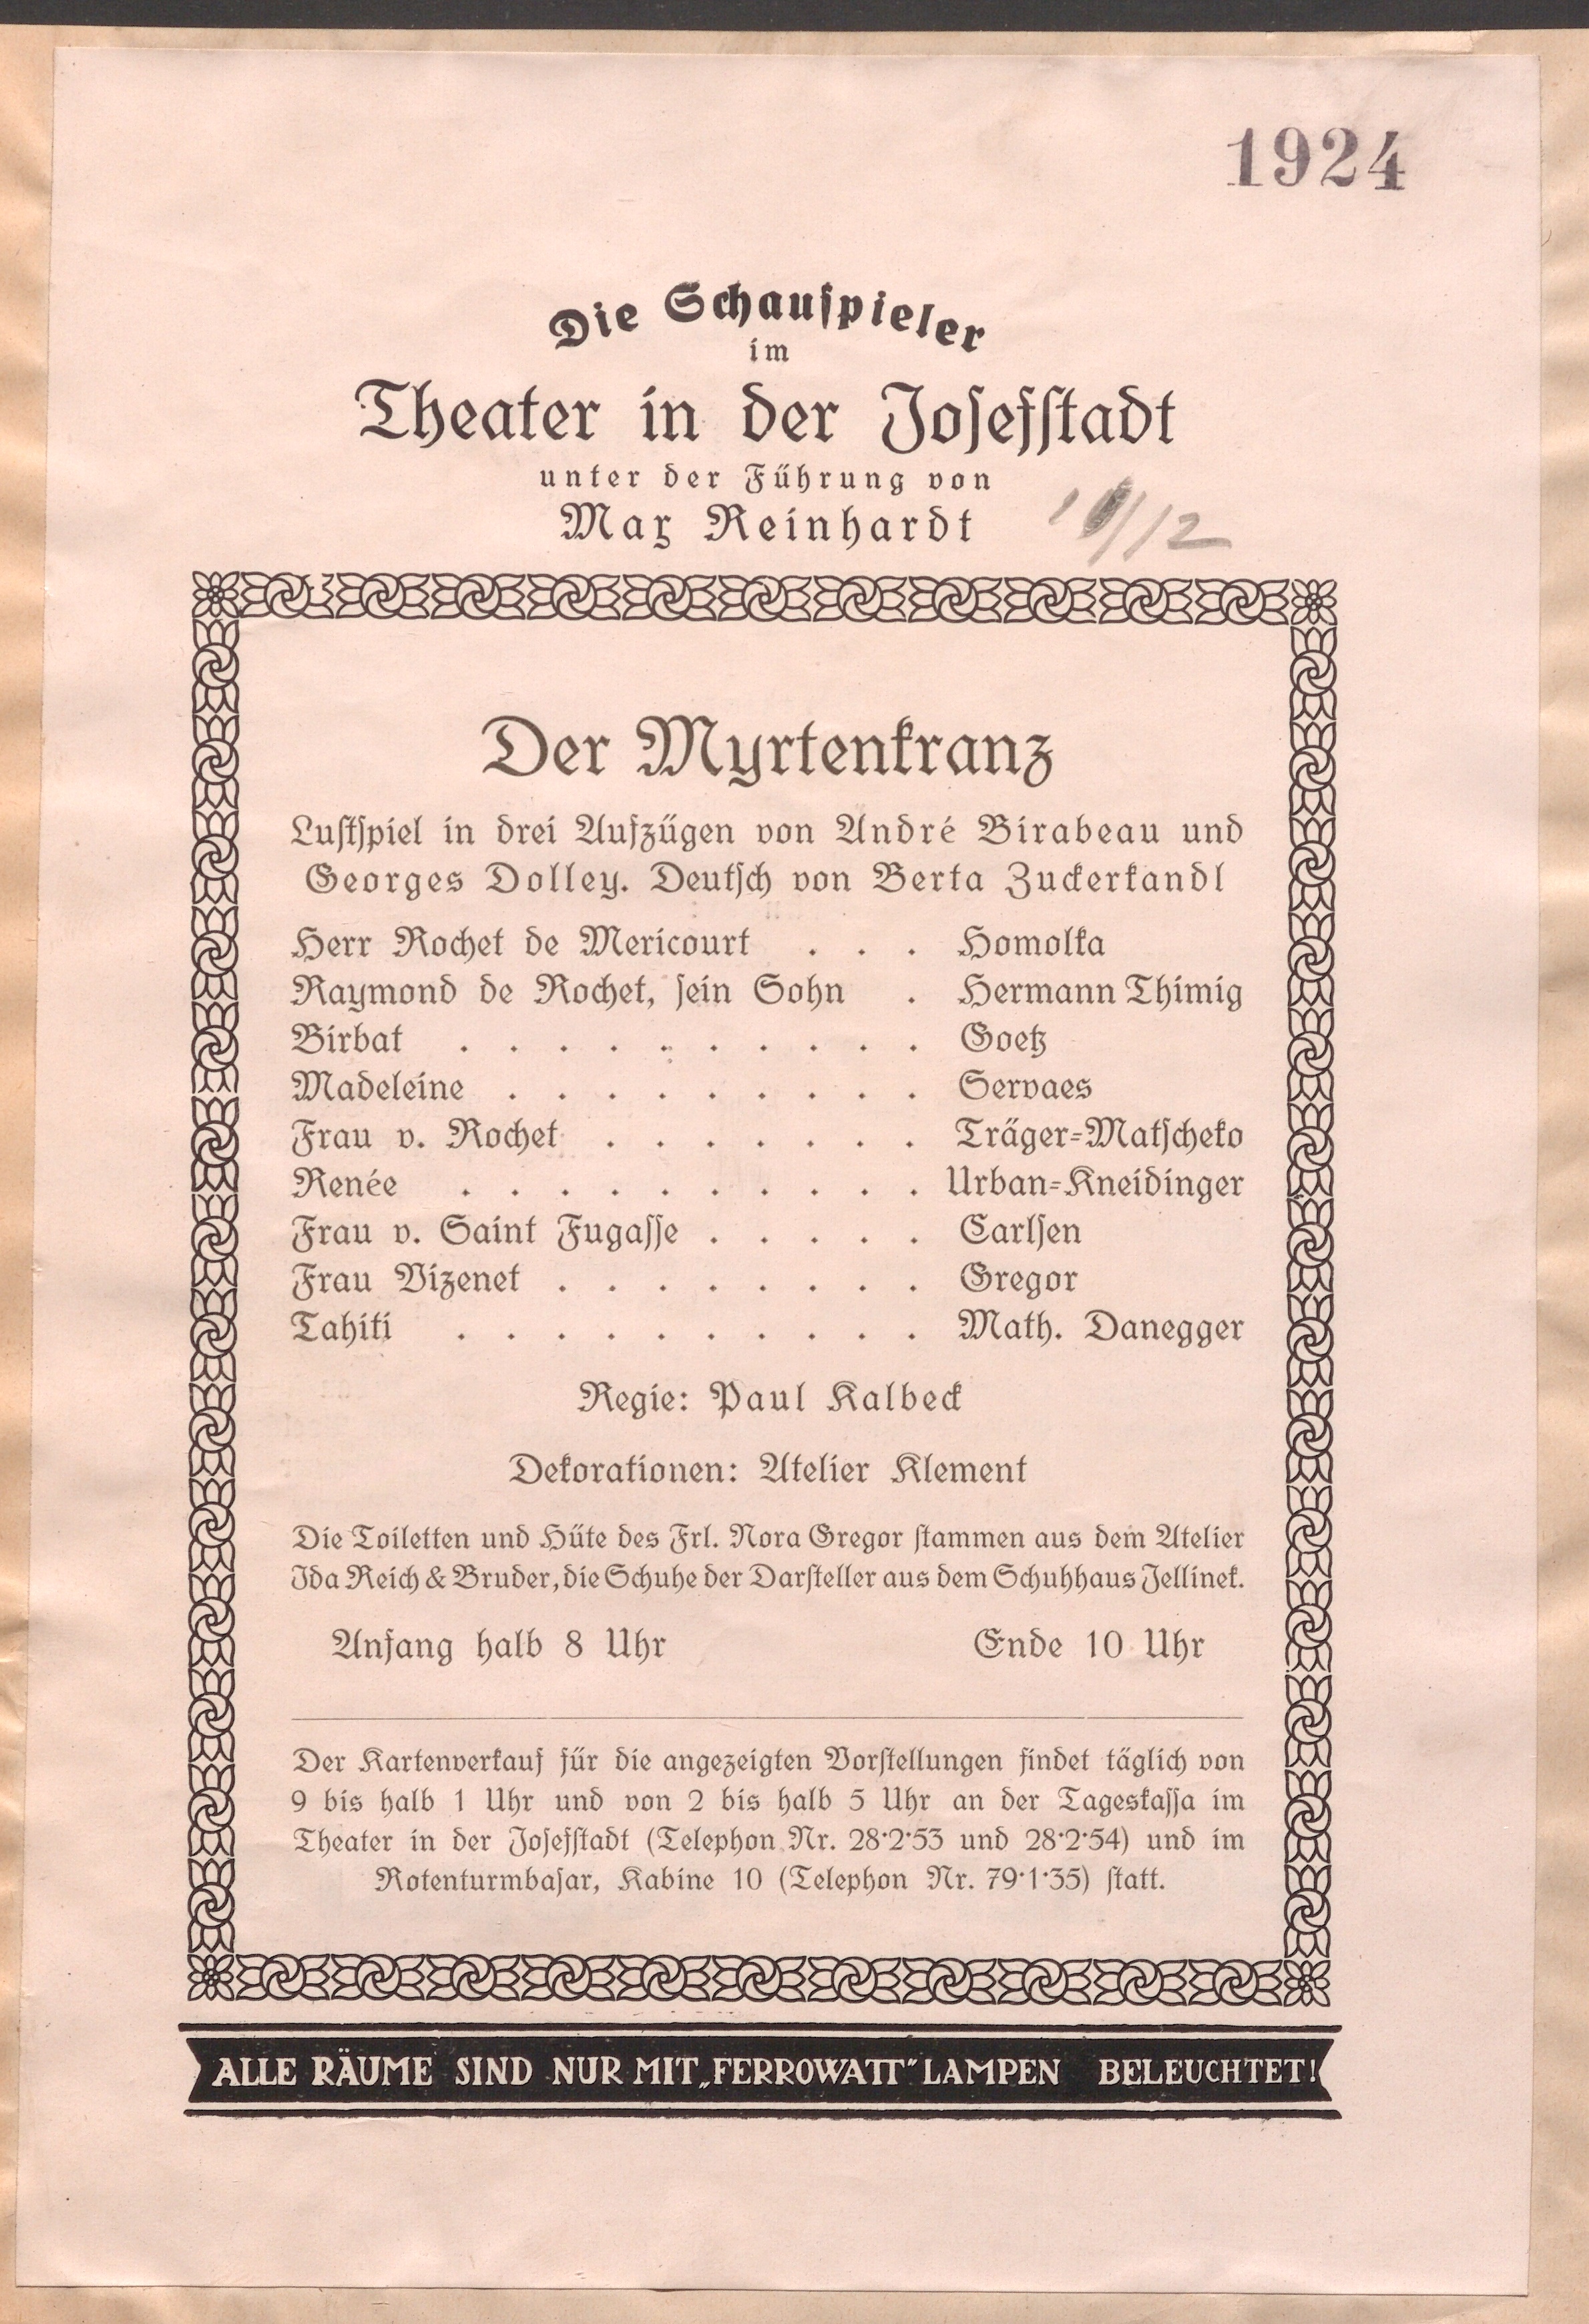 1924
Die Schauspieler
im
Theater in der Josefstadt
unter der Führung von
Max Reinhardt
/12
Der Myrtenkranz
Lustspiel in drei Aufzügen von André Birabeau und
Georges Dolley. Deutsch von Berta Zuckerkandl
Herr Rochet de Mericourt . . . Homolka
Raymond de Rochet, sein Sohn . Hermann Thimig
Birbat . . . . . . . . . . Goetz
Madeleine . . . . . . . . . Servaes
Frau v. Rochet . . . . . . . Träger-Matscheko
Renée . . . . . . . . . . Urban-Kneidinger
Frau v. Saint Fugasse . . . . . Carlsen
Frau Vizenet . . . . . . . . Gregor
Tahiti . . . . . . . . . . Math. Danegger
Regie: Paul Kalbeck
Dekorationen: Atelier Klement
Die Toiletten und Hüte des Frl. Nora Gregor stammen aus dem Atelier
Ida Reich & Bruder, die Schuhe der Darsteller aus dem Schuhhaus Jellinek.
Anfang halb 8 Uhr Ende 10 Uhr
Der Kartenverkauf für die angezeigten Vorstellungen findet täglich von
9 bis halb 1 Uhr und von 2 bis halb 5 Uhr an der Tageskassa im
Theater in der Josefstadt (Telephon Nr. 28·2·53 und 28·2·54) und im
Rotenturmbasar, Kabine 10 (Telephon Nr. 79·1·35) statt.
ALLE RÄUME SIND NUR MIT „FERROWATT" LAMPEN BELEUCHTET!